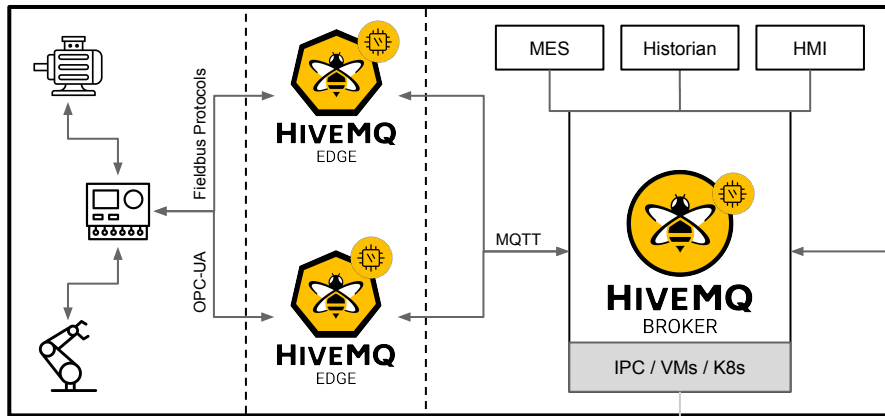 MES
Historian
HMI
Fieldbus Protocols
OPC-UA
HIVEMQ
EDGE
HIVEMQ
EDGE
MQTT
HIVEMQ
BROKER
IPC / VMs / K8s